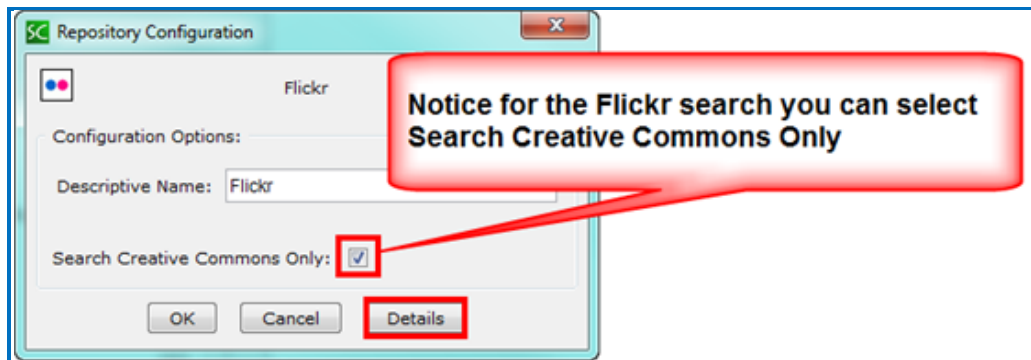 SC Repository Configuration
Flickr
Notice for the Flickr search you can select
Search Creative Commons Only
Configuration Options:
Descriptive Name: Flickr
Search Creative Commons Only:
OK Cancel Details